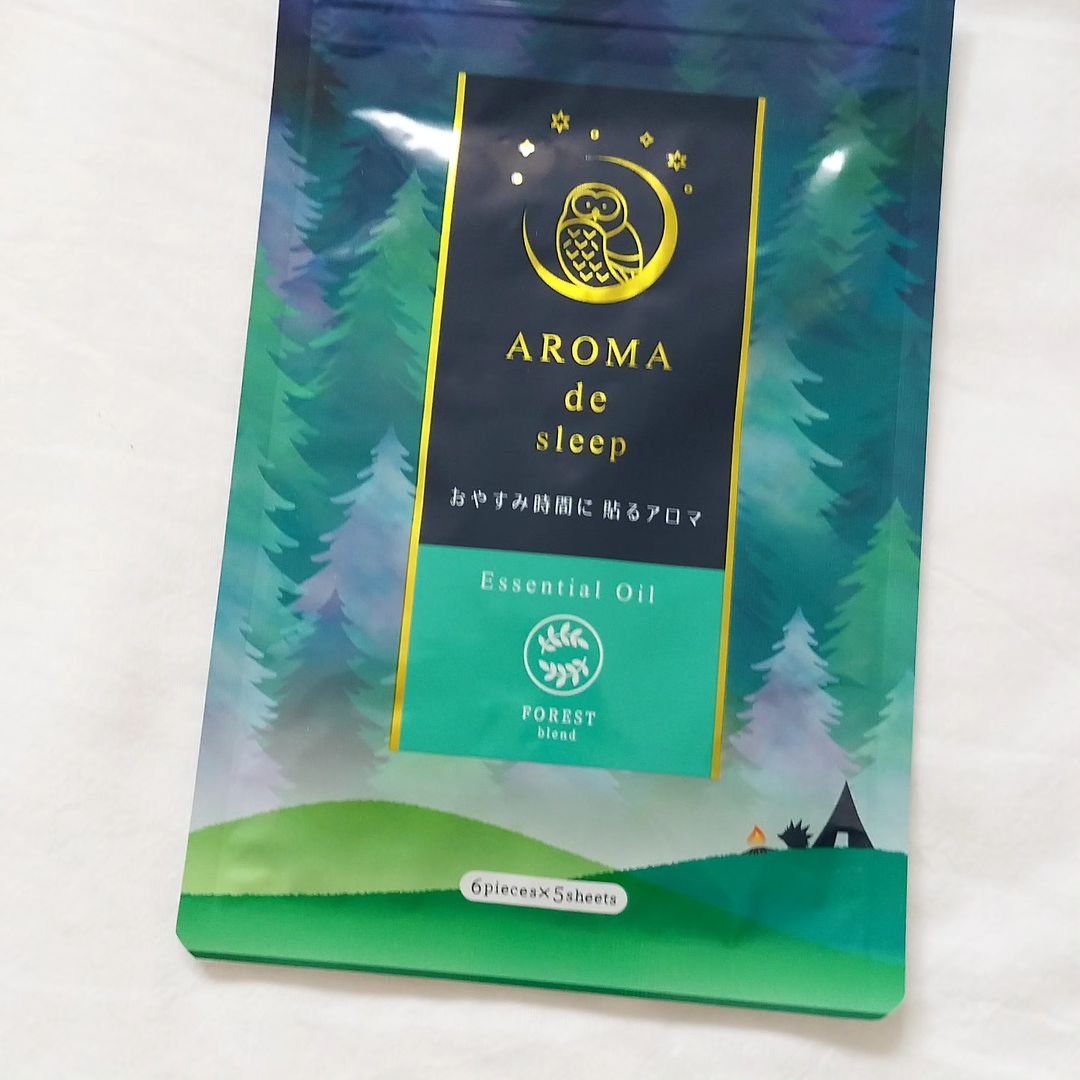 AROMA
de
sleep
おやすみ時間に 貼るアロマ
Essential Oil
FOREST
blend
6pieces×5sheets